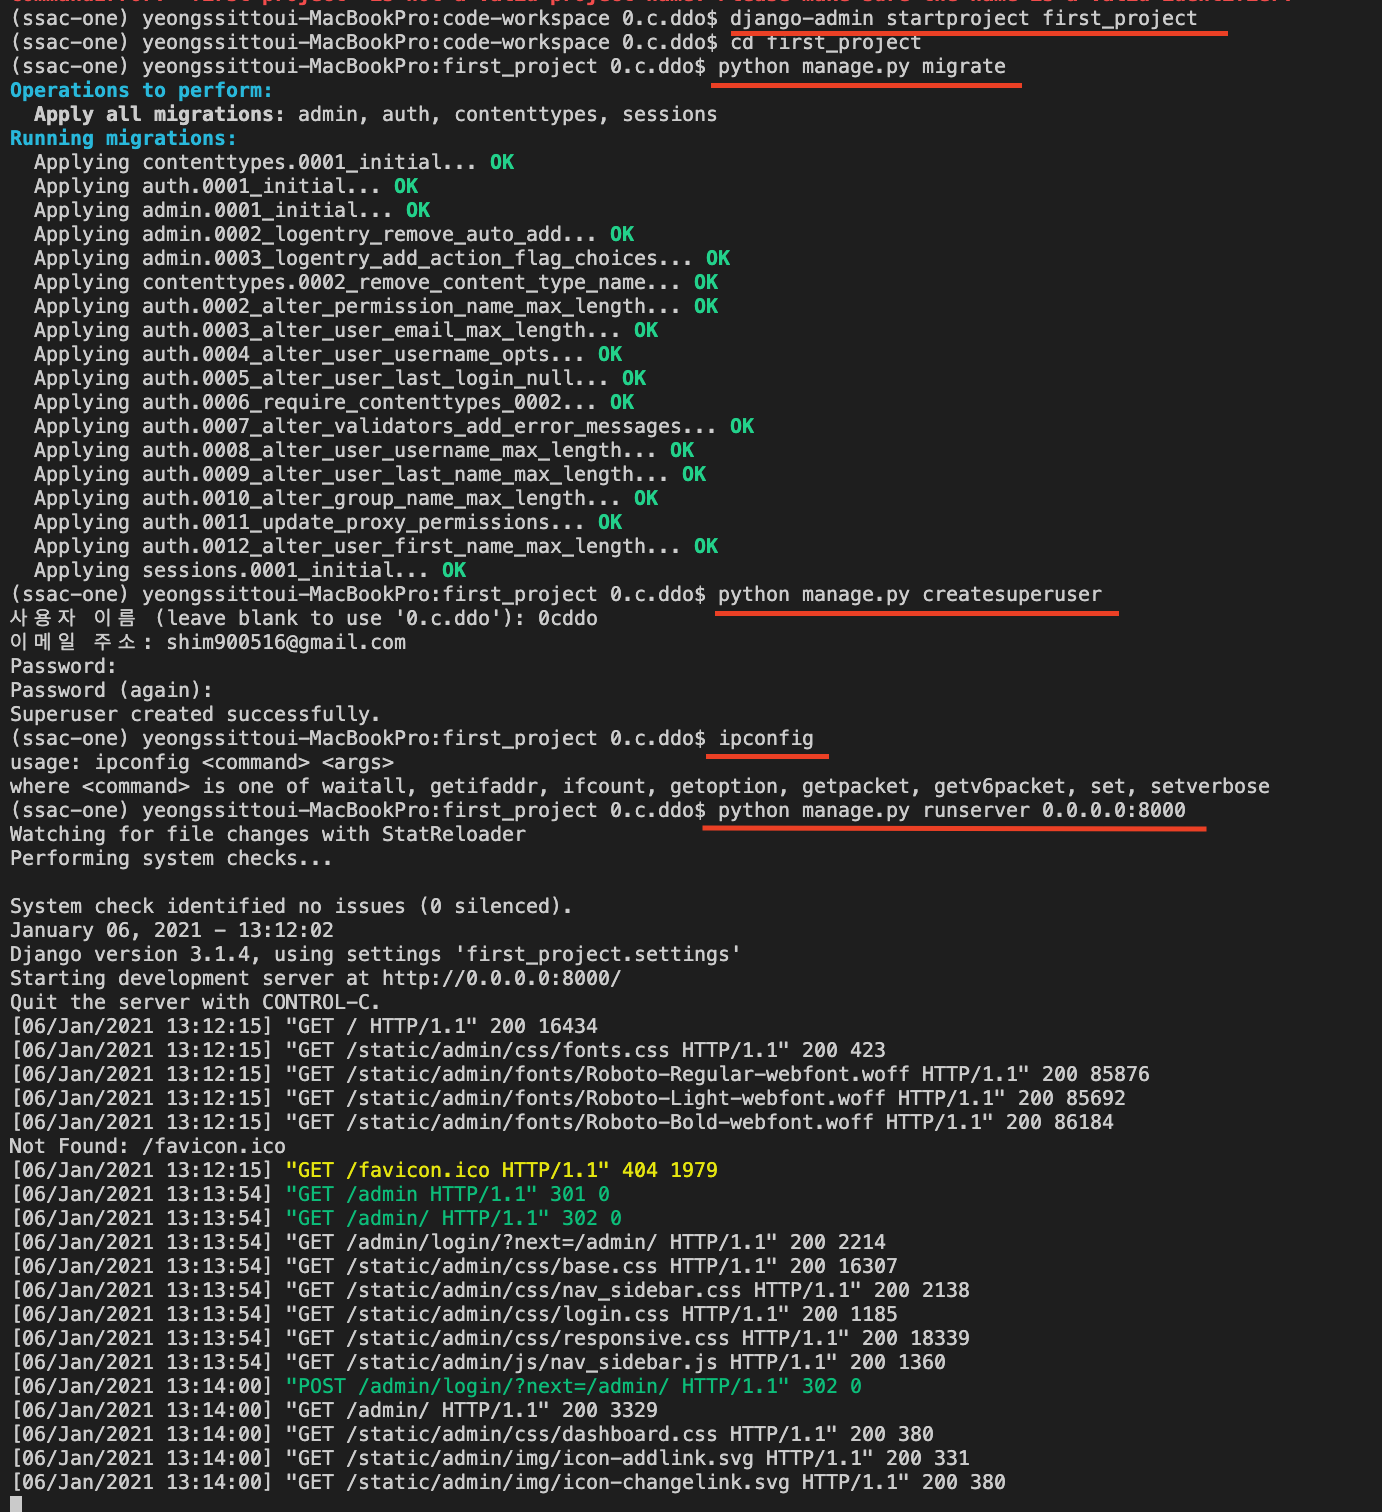 (ssac-one) yeongssittoui-MacBookPro:code-workspace 0.c.ddo$ django-admin startproject first_project
(ssac-one) yeongssittoui-MacBookPro:code-workspace 0.c.ddo$ cd first_project
(ssac-one) yeongssittoui-MacBookPro:first_project 0.c.ddo$ python manage.py migrate
Operations to perform:
  Apply all migrations: admin, auth, contenttypes, sessions
Running migrations:
  Applying contenttypes.0001_initial... OK
  Applying auth.0001_initial... OK
  Applying admin.0001_initial... OK
  Applying admin.0002_logentry_remove_auto_add... OK
  Applying admin.0003_logentry_add_action_flag_choices... OK
  Applying contenttypes.0002_remove_content_type_name... OK
  Applying auth.0002_alter_permission_name_max_length... OK
  Applying auth.0003_alter_user_email_max_length... OK
  Applying auth.0004_alter_user_username_opts... OK
  Applying auth.0005_alter_user_last_login_null... OK
  Applying auth.0006_require_contenttypes_0002... OK
  Applying auth.0007_alter_validators_add_error_messages... OK
  Applying auth.0008_alter_user_username_max_length... OK
  Applying auth.0009_alter_user_last_name_max_length... OK
  Applying auth.0010_alter_group_name_max_length... OK
  Applying auth.0011_update_proxy_permissions... OK
  Applying auth.0012_alter_user_first_name_max_length... OK
  Applying sessions.0001_initial... OK
(ssac-one) yeongssittoui-MacBookPro:first_project 0.c.ddo$ python manage.py createsuperuser
사용자 이름 (leave blank to use '0.c.ddo'): 0cddo
이메일 주소: shim900516@gmail.com
Password:
Password (again):
Superuser created successfully.
(ssac-one) yeongssittoui-MacBookPro:first_project 0.c.ddo$ ipconfig
usage: ipconfig <command> <args>
where <command> is one of waitall, getifaddr, ifcount, getoption, getpacket, getv6packet, set, setverbose
(ssac-one) yeongssittoui-MacBookPro:first_project 0.c.ddo$ python manage.py runserver 0.0.0.0:8000
Watching for file changes with StatReloader
Performing system checks...
System check identified no issues (0 silenced).
January 06, 2021 - 13:12:02
Django version 3.1.4, using settings 'first_project.settings'
Starting development server at http://0.0.0.0:8000/
Quit the server with CONTROL-C.
[06/Jan/2021 13:12:15] "GET / HTTP/1.1" 200 16434
[06/Jan/2021 13:12:15] "GET /static/admin/css/fonts.css HTTP/1.1" 200 423
[06/Jan/2021 13:12:15] "GET /static/admin/fonts/Roboto-Regular-webfont.woff HTTP/1.1" 200 85876
[06/Jan/2021 13:12:15] "GET /static/admin/fonts/Roboto-Light-webfont.woff HTTP/1.1" 200 85692
[06/Jan/2021 13:12:15] "GET /static/admin/fonts/Roboto-Bold-webfont.woff HTTP/1.1" 200 86184
Not Found: /favicon.ico
[06/Jan/2021 13:12:15] "GET /favicon.ico HTTP/1.1" 404 1979
[06/Jan/2021 13:13:54] "GET /admin HTTP/1.1" 301 0
[06/Jan/2021 13:13:54] "GET /admin/ HTTP/1.1" 302 0
[06/Jan/2021 13:13:54] "GET /admin/login/?next=/admin/ HTTP/1.1" 200 2214
[06/Jan/2021 13:13:54] "GET /static/admin/css/base.css HTTP/1.1" 200 16307
[06/Jan/2021 13:13:54] "GET /static/admin/css/nav_sidebar.css HTTP/1.1" 200 2138
[06/Jan/2021 13:13:54] "GET /static/admin/css/login.css HTTP/1.1" 200 1185
[06/Jan/2021 13:13:54] "GET /static/admin/css/responsive.css HTTP/1.1" 200 18339
[06/Jan/2021 13:13:54] "GET /static/admin/js/nav_sidebar.js HTTP/1.1" 200 1360
[06/Jan/2021 13:14:00] "POST /admin/login/?next=/admin/ HTTP/1.1" 302 0
[06/Jan/2021 13:14:00] "GET /admin/ HTTP/1.1" 200 3329
[06/Jan/2021 13:14:00] "GET /static/admin/css/dashboard.css HTTP/1.1" 200 380
[06/Jan/2021 13:14:00] "GET /static/admin/img/icon-addlink.svg HTTP/1.1" 200 331
[06/Jan/2021 13:14:00] "GET /static/admin/img/icon-changelink.svg HTTP/1.1" 200 380